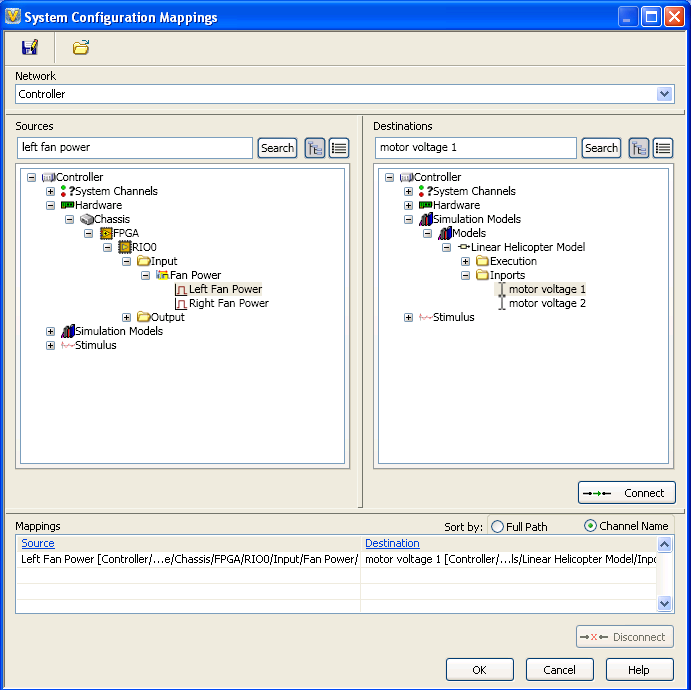 System Configuration Mappings
Network
Controller
Sources
left fan power
Search
Controller
?System Channels
Hardware
Chassis
FPGA
RIO0
Input
Fan Power
Left Fan Power
Right Fan Power
Output
Simulation Models
Stimulus
Destinations
motor voltage 1
Search
Controller
?System Channels
Hardware
Simulation Models
Models
Linear Helicopter Model
Execution
Inports
motor voltage 1
motor voltage 2
Stimulus
Connect
Mappings
Sort by: Full Path Channel Name
Source Destination
Left Fan Power [Controller/...e/Chassis/FPGA/RIO0/Input/Fan Power/ motor voltage 1 [Controller/...ls/Linear Helicopter Model/Inpo
Disconnect
OK Cancel Help